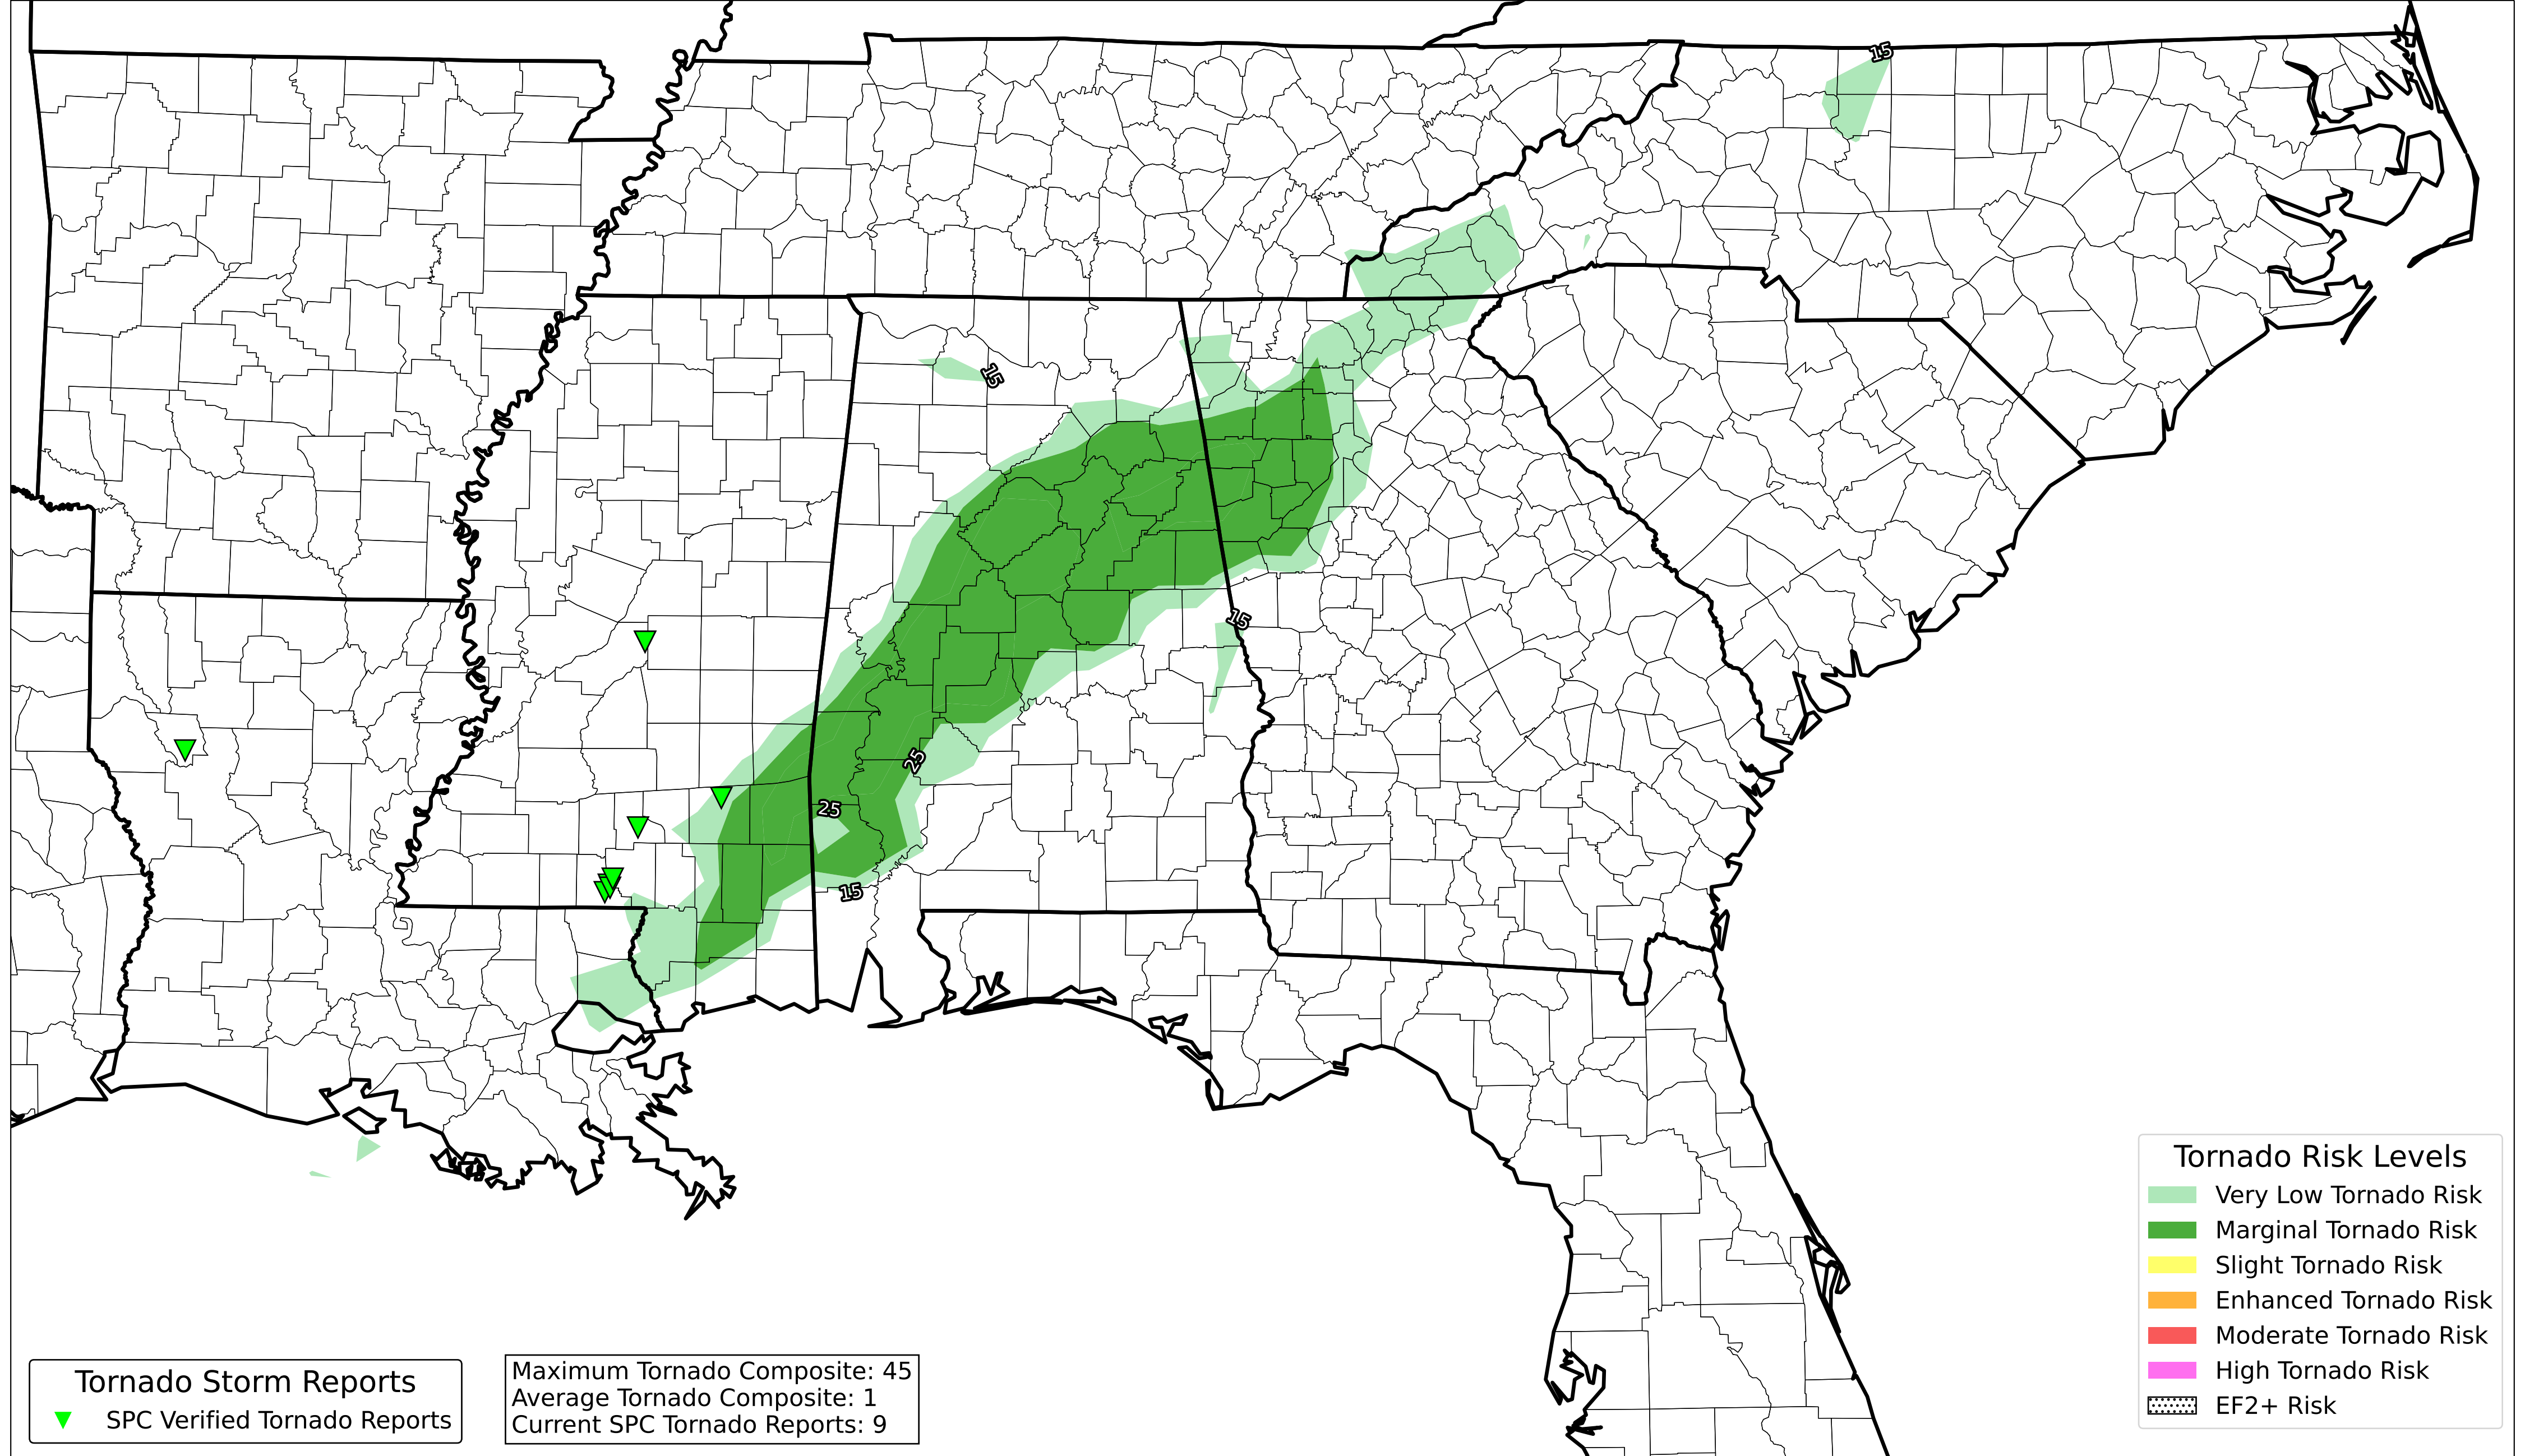 15
15
15
25
25
15
Tornado Risk Levels
Very Low Tornado Risk
Marginal Tornado Risk
Slight Tornado Risk
Enhanced Tornado Risk
Moderate Tornado Risk
High Tornado Risk
EF2+ Risk
Tornado Storm Reports
SPC Verified Tornado Reports
Maximum Tornado Composite: 45
Average Tornado Composite: 1
Current SPC Tornado Reports: 9